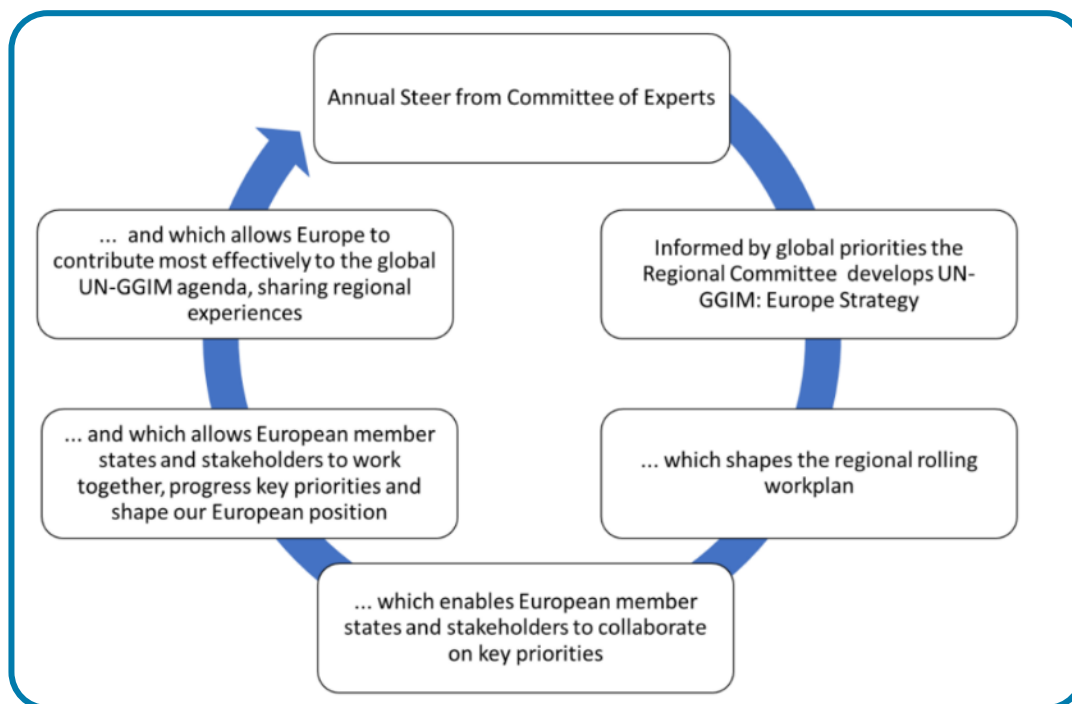 Annual Steer from Committee of Experts
Informed by global priorities the
Regional Committee develops UN-
GGIM: Europe Strategy
... which shapes the regional rolling
workplan
... which enables European member
states and stakeholders to collaborate
on key priorities
... and which allows European member
states and stakeholders to work
together, progress key priorities and
shape our European position
... and which allows Europe to
contribute most effectively to the global
UN-GGIM agenda, sharing regional
experiences